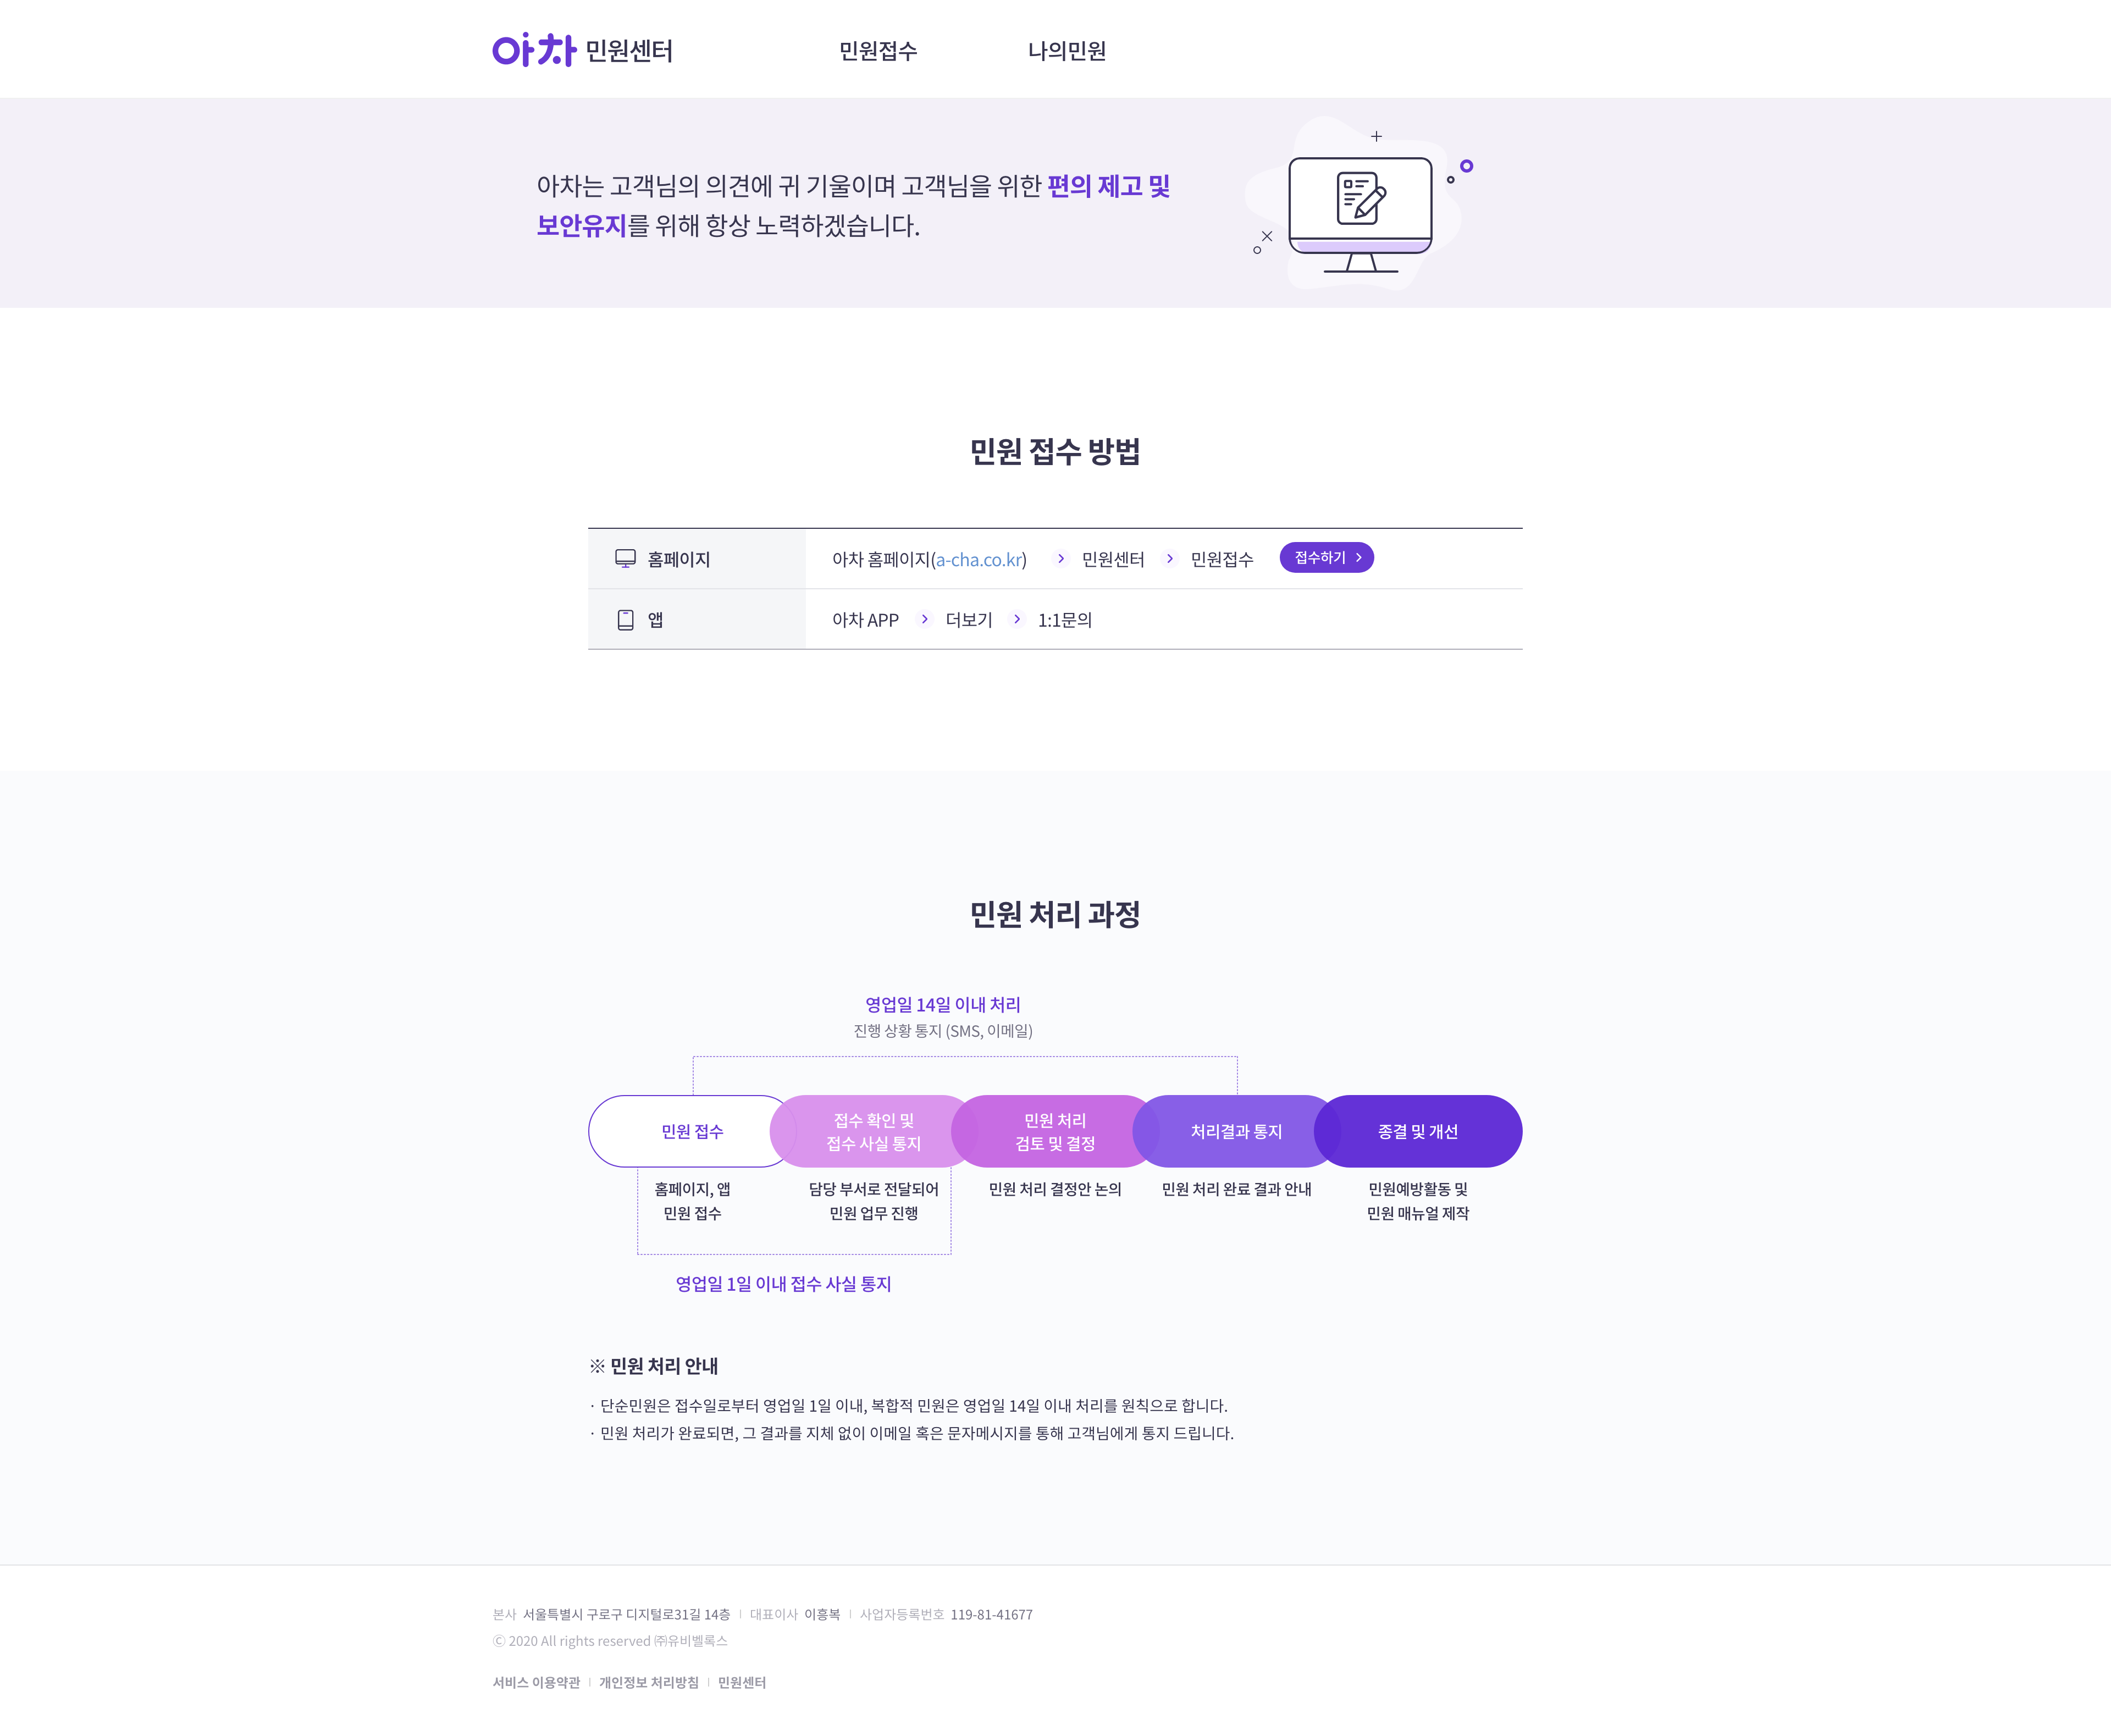 아차 민원센터
민원접수
나의민원
아차는 고객님의 의견에 귀 기울이며 고객님을 위한 편의 제고 및
보안유지를 위해 항상 노력하겠습니다.
민원 접수 방법
홈페이지
아차 홈페이지(a-cha.co.kr) > 민원센터 > 민원접수 접수하기 >
앱
아차 APP > 더보기 > 1:1문의
민원 처리 과정
영업일 14일 이내 처리
진행 상황 통지 (SMS, 이메일)
민원 접수
접수 확인 및
접수 사실 통지
민원 처리
검토 및 결정
처리결과 통지
종결 및 개선
홈페이지, 앱
민원 접수
담당 부서로 전달되어
민원 업무 진행
민원 처리 결정안 논의
민원 처리 완료 결과 안내
민원예방활동 및
민원 매뉴얼 제작
영업일 1일 이내 접수 사실 통지
※ 민원 처리 안내
· 단순민원은 접수일로부터 영업일 1일 이내, 복합적 민원은 영업일 14일 이내 처리를 원칙으로 합니다.
· 민원 처리가 완료되면, 그 결과를 지체 없이 이메일 혹은 문자메시지를 통해 고객님에게 통지 드립니다.
본사 서울특별시 구로구 디지털로31길 14층 | 대표이사 이흥복 | 사업자등록번호 119-81-41677
ⓒ 2020 All rights reserved ㈜유비벨록스
서비스 이용약관 | 개인정보 처리방침 | 민원센터